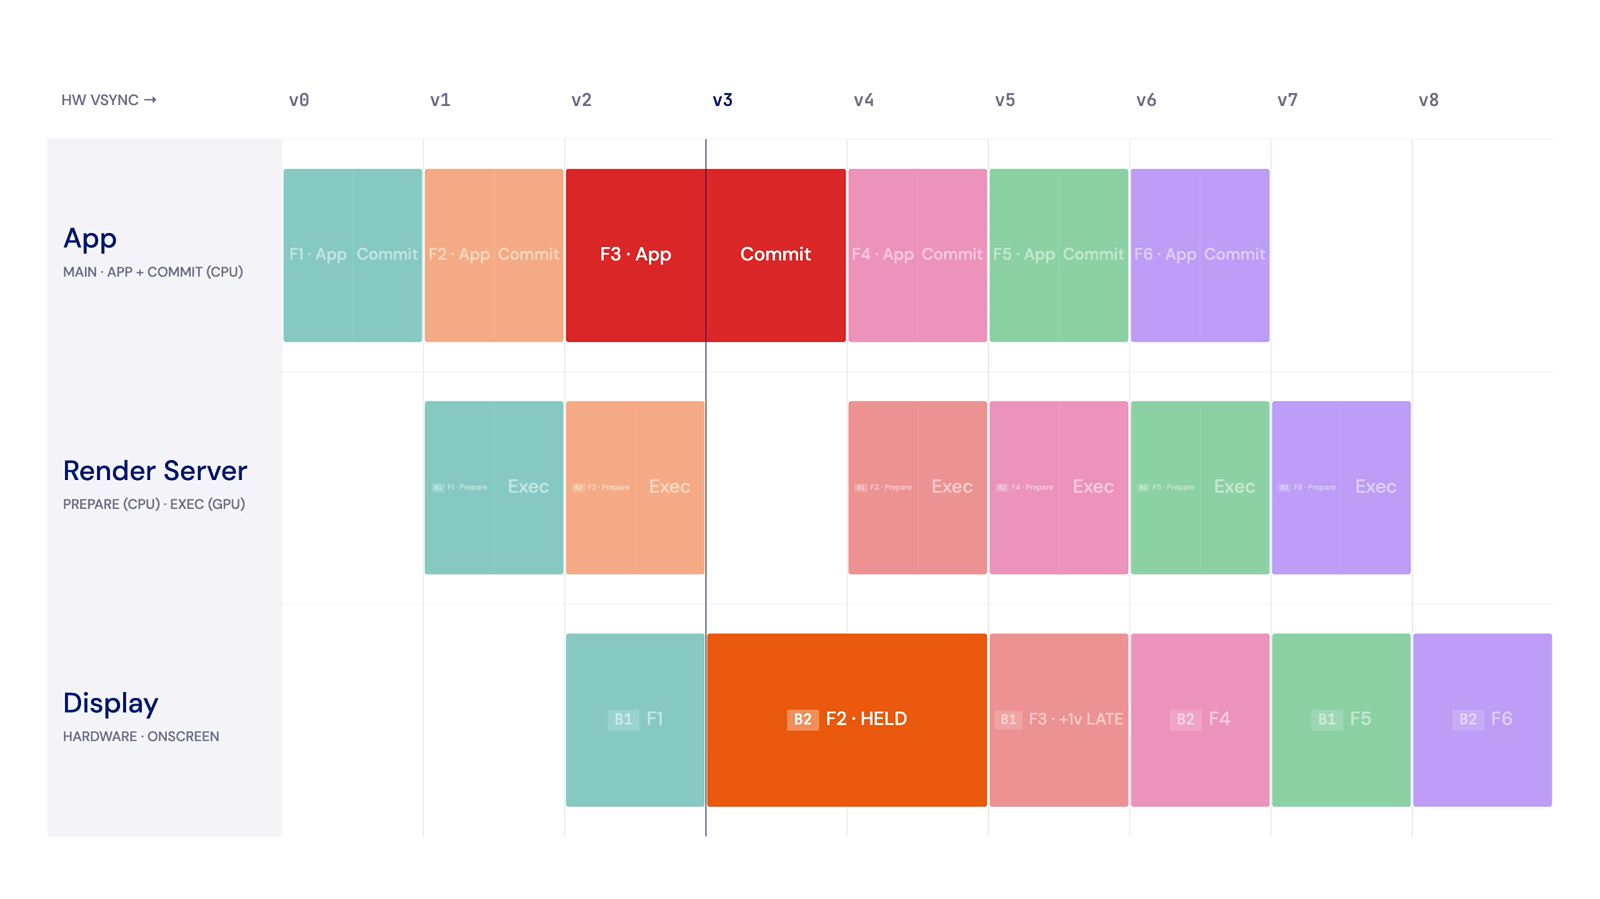 HW VSYNC → v0 v1 v2 v3 v4 v5 v6 v7 v8
App
MAIN · APP + COMMIT (CPU)
F1 · App Commit F2 · App Commit F3 · App Commit F4 · App Commit F5 · App Commit F6 · App Commit
Render Server
PREPARE (CPU) · EXEC (GPU)
B1 F1 · Prepare Exec B2 F2 · Prepare Exec B1 F3 · Prepare Exec B2 F4 · Prepare Exec B1 F5 · Prepare Exec B2 F6 · Prepare Exec
Display
HARDWARE · ONSCREEN
B1 F1 B2 F2 · HELD B1 F3 · +1v LATE B2 F4 B1 F5 B2 F6